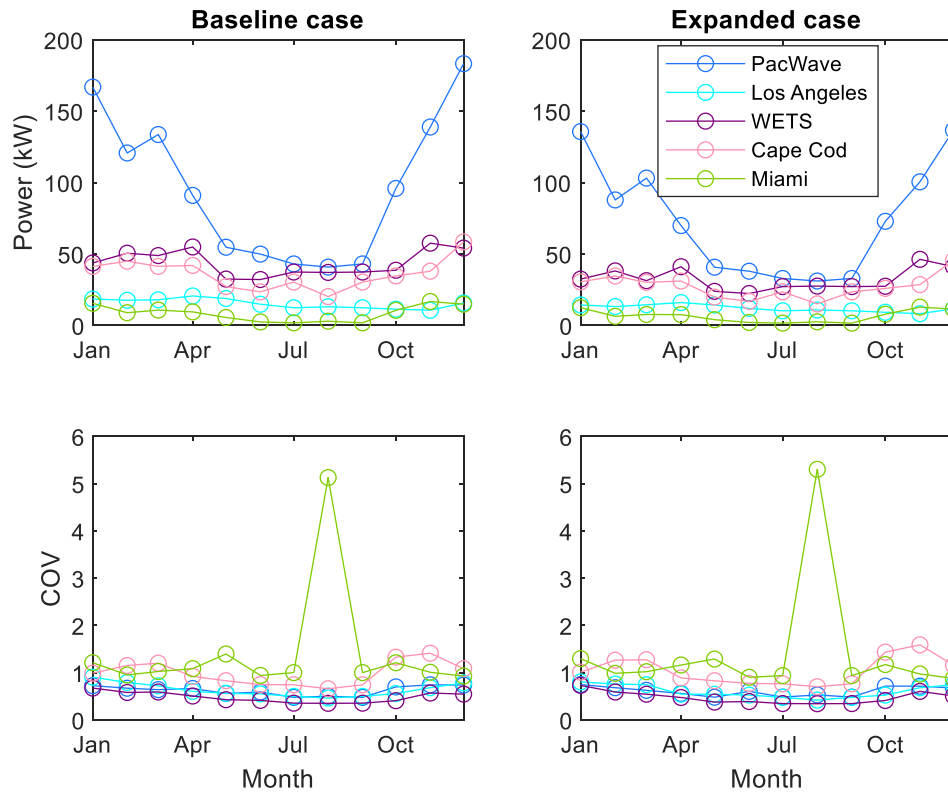 Baseline case
Expanded case
200
150
100
50
0
Power (kW)
Jan
Apr
Jul
Oct
200
150
100
50
0
Jan
Apr
Jul
Oct
PacWave
Los Angeles
WETS
Cape Cod
Miami
6
5
4
3
2
1
0
COV
Jan
Apr
Jul
Oct
Month
6
5
4
3
2
1
0
Jan
Apr
Jul
Oct
Month